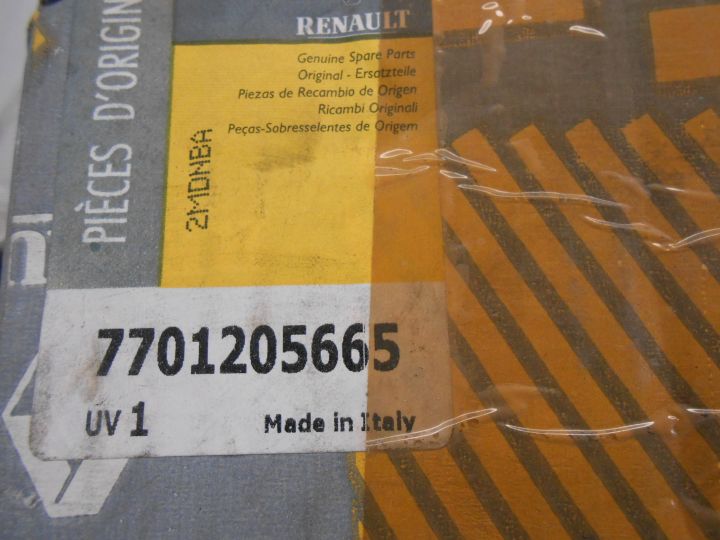 RENAULT
Genuine Spare Parts
Original - Ersatzteile
Piezas de Recambio de Origen
Ricambi Originali
Peças-Sobresselentes de Origem
PIÈCES D'ORIGIN
2MDNBA
7701205665
UV 1 Made in Italy